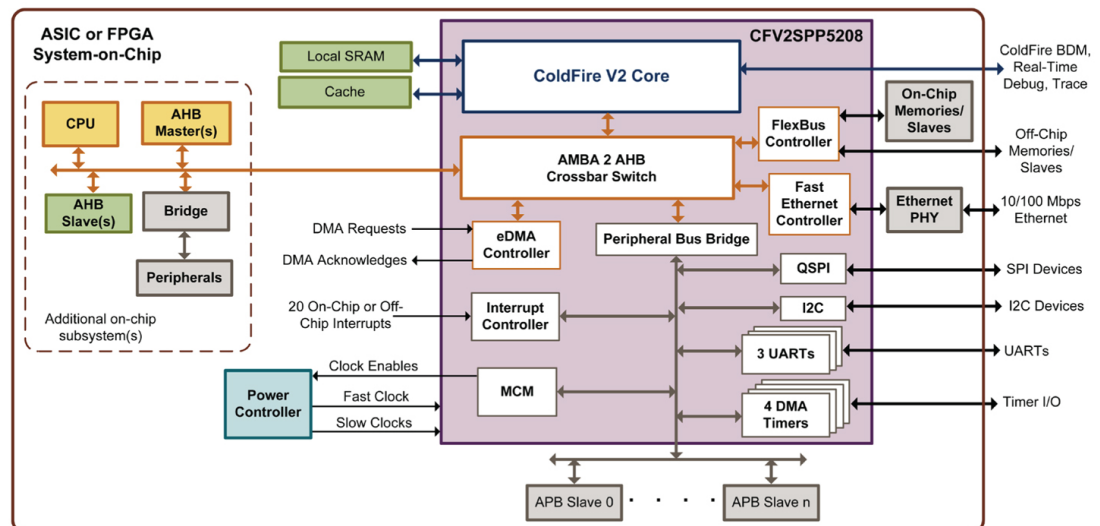 ASIC or FPGA
System-on-Chip
CFV2SPP5208
Local SRAM
Cache
ColdFire V2 Core
ColdFire BDM,
Real-Time
Debug, Trace
CPU
AHB
Master(s)
AHB
Slave(s)
Bridge
Peripherals
Additional on-chip
subsystem(s)
AMBA 2 AHB
Crossbar Switch
FlexBus
Controller
On-Chip
Memories/
Slaves
Off-Chip
Memories/
Slaves
Fast
Ethernet
Controller
Ethernet
PHY
10/100 Mbps
Ethernet
DMA Requests
DMA Acknowledges
eDMA
Controller
Peripheral Bus Bridge
QSPI
SPI Devices
20 On-Chip or Off-
Chip Interrupts
Interrupt
Controller
I2C
I2C Devices
3 UARTs
UARTs
Power
Controller
Clock Enables
Fast Clock
Slow Clocks
MCM
4 DMA
Timers
Timer I/O
APB Slave 0
. . . .
APB Slave n